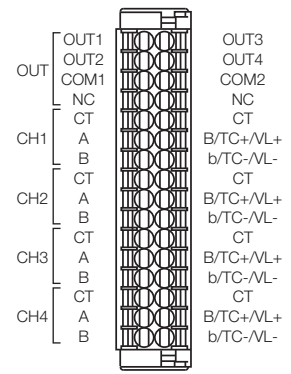 OUT1 OUT3
OUT2 OUT4
OUT
COM1 COM2
NC NC
CT CT
CH1 A B/TC+/VL+
B b/TC-/VL-
CT CT
CH2 A B/TC+/VL+
B b/TC-/VL-
CT CT
CH3 A B/TC+/VL+
B b/TC-/VL-
CT CT
CH4 A B/TC+/VL+
B b/TC-/VL-